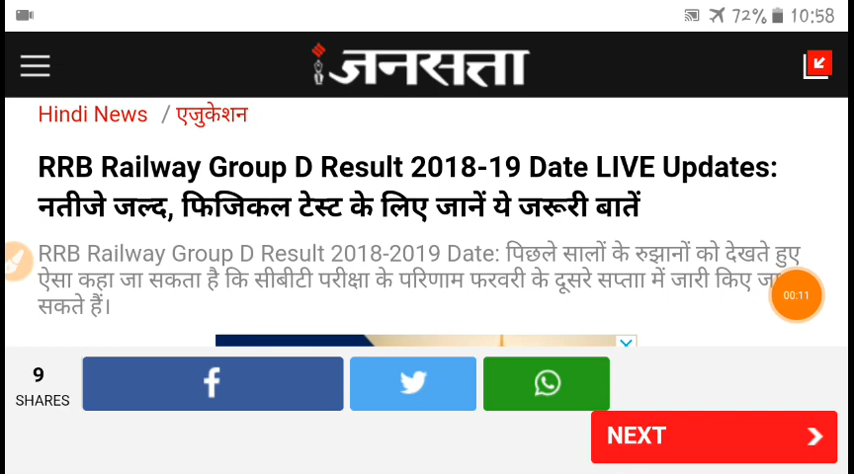 72% 10:58
जनसत्ता
Hindi News / एजुकेशन
RRB Railway Group D Result 2018-19 Date LIVE Updates:
नतीजे जल्द, फिजिकल टेस्ट के लिए जानें ये जरूरी बातें
RRB Railway Group D Result 2018-2019 Date: पिछले सालों के रुझानों को देखते हुए
ऐसा कहा जा सकता है कि सीबीटी परीक्षा के परिणाम फरवरी के दूसरे सप्ताा में जारी किए जा
सकते हैं।
00:11
9
SHARES
NEXT